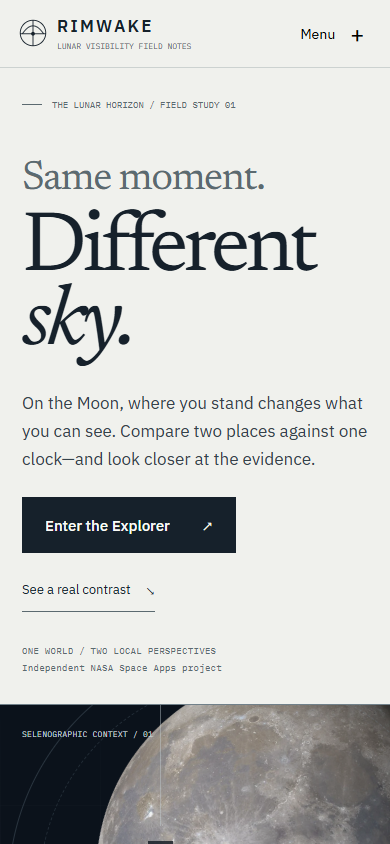 RIMWAKE
LUNAR VISIBILITY FIELD NOTES
Menu +
THE LUNAR HORIZON / FIELD STUDY 01
Same moment.
Different
sky.
On the Moon, where you stand changes what
you can see. Compare two places against one
clock—and look closer at the evidence.
Enter the Explorer ↗
See a real contrast ↘
ONE WORLD / TWO LOCAL PERSPECTIVES
Independent NASA Space Apps project
SELENOGRAPHIC CONTEXT / 01